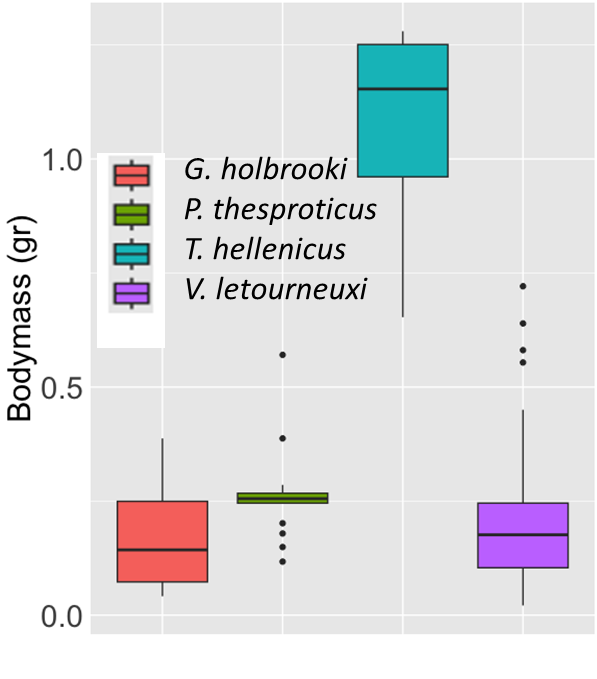 Bodymass (gr)
1.0
0.5
0.0
G. holbrooki
P. thesproticus
T. hellenicus
V. letourneuxi